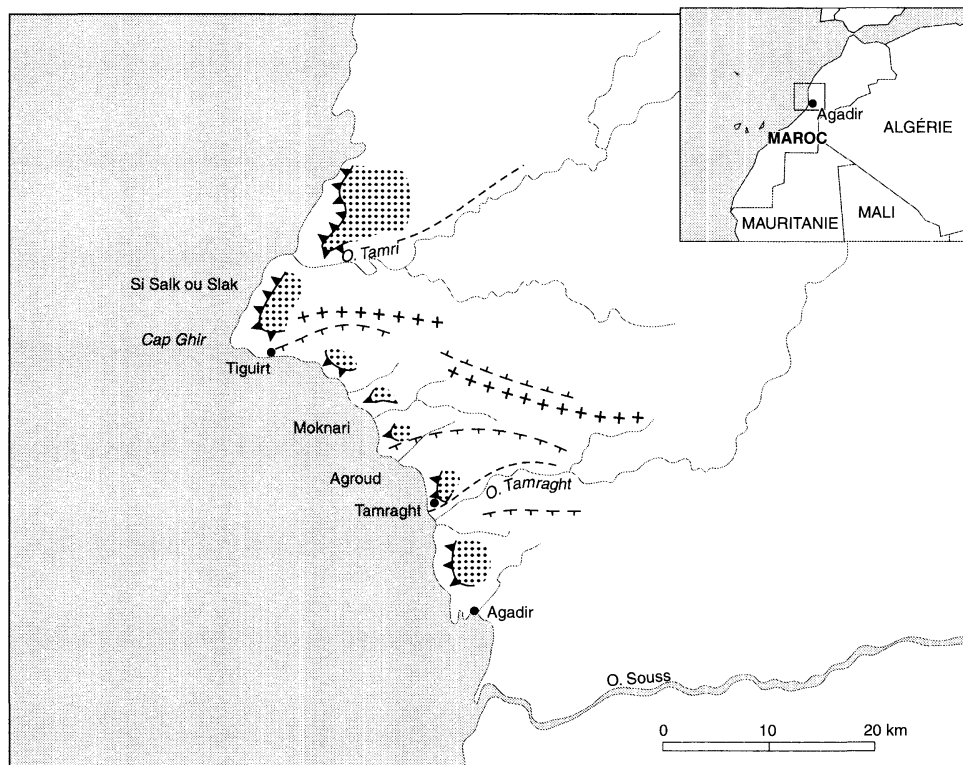 Agadir
ALGÉRIE
MAROC
MALI
MAURITANIE
O. Tamri
Si Salk ou Slak
Cap Ghir
Tiguirt
Moknari
Agroud
O. Tamraght
Tamraght
Agadir
O. Souss
0 10 20 km